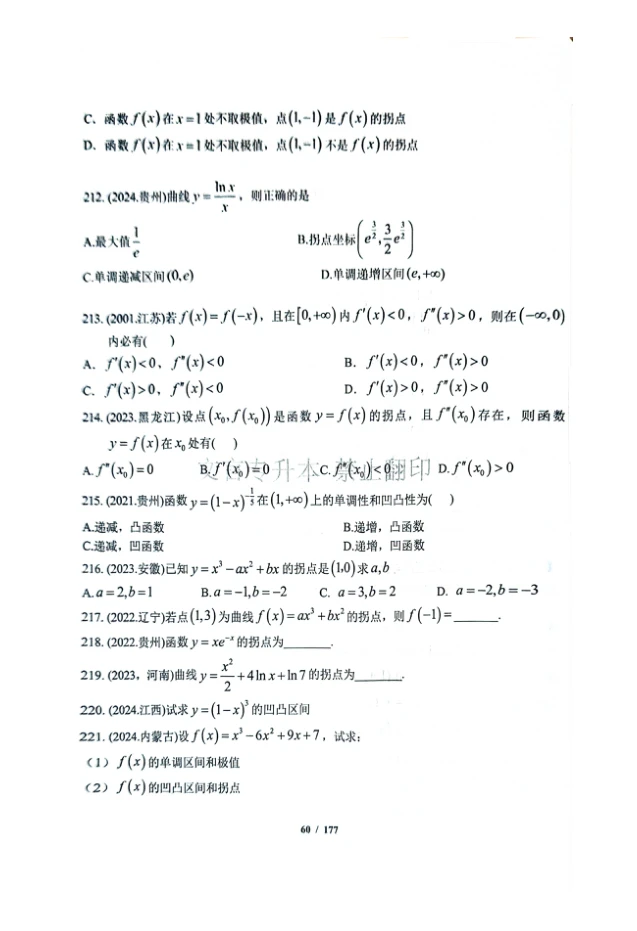 C、函数 f(x) 在 x=1 处不取极值，点(1,-1) 是 f(x) 的拐点
D、函数 f(x) 在 x=1 处不取极值，点(1,-1) 不是 f(x) 的拐点
212. (2024.贵州)曲线 y = ln x / x ，则正确的是
A.最大值 1/e B.拐点坐标(e^(3/2), 3/2 e^(3/2))
C.单调递减区间(0,e) D.单调递增区间(e,+∞)
213. (2001.江苏)若 f(x)=f(-x)，且在[0,+∞)内 f′(x)<0，f″(x)>0，则在(-∞,0)
内必有( )
A. f′(x)<0，f″(x)<0 B. f′(x)<0，f″(x)>0
C. f′(x)>0，f″(x)<0 D. f′(x)>0，f″(x)>0
214. (2023.黑龙江)设点(x₀,f(x₀))是函数 y=f(x) 的拐点，且 f″(x₀) 存在，则函数
y=f(x) 在 x₀ 处有( )
A. f″(x₀)=0 B. f′(x₀)=0 C. f″(x₀)<0 D. f″(x₀)>0
专升本 禁止翻印
215. (2021.贵州)函数 y=(1-x)^(-1/3) 在(1,+∞)上的单调性和凹凸性为( )
A.递减，凸函数 B.递增，凸函数
C.递减，凹函数 D.递增，凹函数
216. (2023.安徽)已知 y=x³-ax²+bx 的拐点是(1,0)求a,b
A. a=2,b=1 B. a=-1,b=-2 C. a=3,b=2 D. a=-2,b=-3
217. (2022.辽宁)若点(1,3)为曲线 f(x)=ax³+bx² 的拐点，则 f(-1)=______.
218. (2022.贵州)函数 y=xe^(-x) 的拐点为______.
219. (2023，河南)曲线 y = x²/2 + 4ln x + ln 7 的拐点为______.
220. (2024.江西)试求 y=(1-x)³ 的凹凸区间
221. (2024.内蒙古)设 f(x)=x³-6x²+9x+7，试求：
（1） f(x) 的单调区间和极值
（2） f(x) 的凹凸区间和拐点
60 / 177